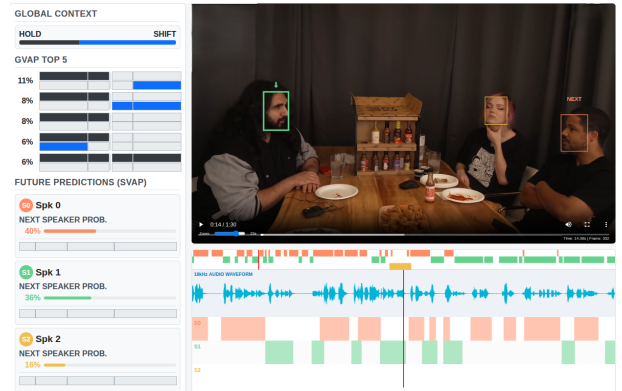 GLOBAL CONTEXT
HOLD SHIFT
GVAP TOP 5
11%
8%
8%
6%
6%
FUTURE PREDICTIONS (SVAP)
S0 Spk 0
NEXT SPEAKER PROB.
40%
S1 Spk 1
NEXT SPEAKER PROB.
36%
S2 Spk 2
NEXT SPEAKER PROB.
16%
NEXT
0:14 / 1:30
16kHz AUDIO WAVEFORM
S0
S1
S2